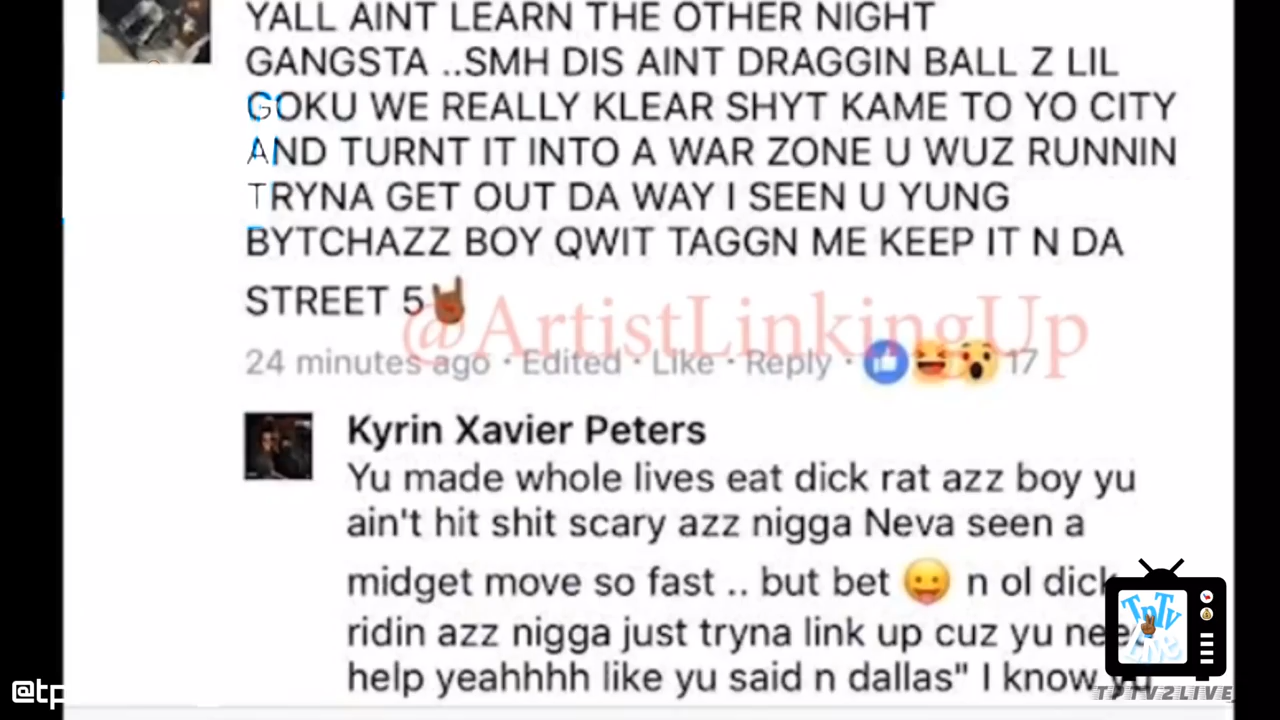 YALL AINT LEARN THE OTHER NIGHT
GANGSTA ..SMH DIS AINT DRAGGIN BALL Z LIL
GOKU WE REALLY KLEAR SHYT KAME TO YO CITY
AND TURNT IT INTO A WAR ZONE U WUZ RUNNIN
TRYNA GET OUT DA WAY I SEEN U YUNG
BYTCHAZZ BOY QWIT TAGGN ME KEEP IT N DA
STREET 5🤘🏾
@ArtistLinkingUp
24 minutes ago · Edited · Like · Reply · 17
Kyrin Xavier Peters
Yu made whole lives eat dick rat azz boy yu
ain't hit shit scary azz nigga Neva seen a
midget move so fast .. but bet 😛 n ol dick
ridin azz nigga just tryna link up cuz yu need
help yeahhhh like yu said n dallas" I know yu
TpTv
LIVE
TPTV2LIVE
@tp